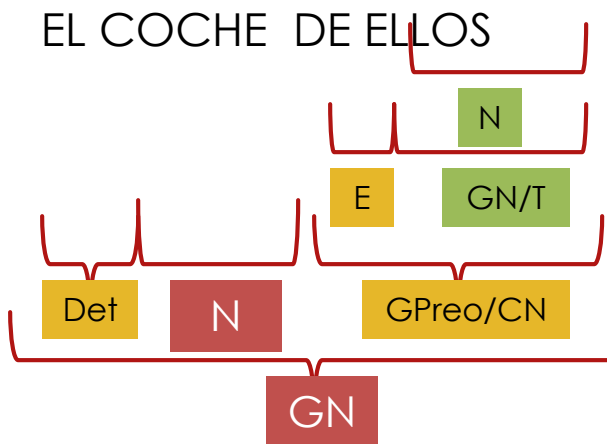 EL COCHE DE ELLOS
N
E GN/T
Det N GPreo/CN
GN